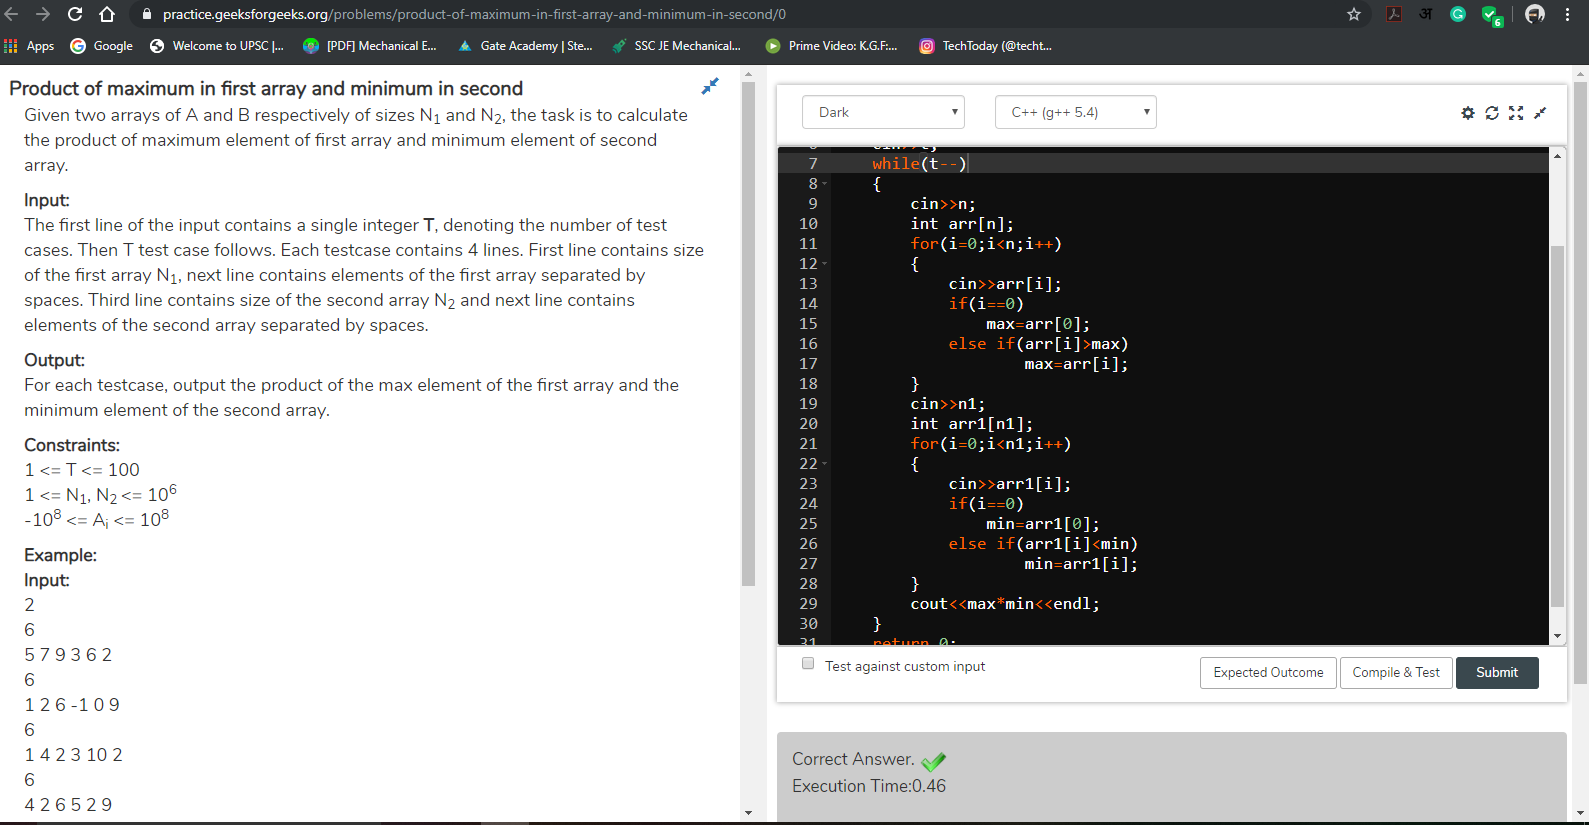 practice.geeksforgeeks.org/problems/product-of-maximum-in-first-array-and-minimum-in-second/0
Apps Google Welcome to UPSC |... [PDF] Mechanical E... Gate Academy | Ste... SSC JE Mechanical... Prime Video: K.G.F:... TechToday (@techt...
अ
G
6
Product of maximum in first array and minimum in second
Given two arrays of A and B respectively of sizes N1 and N2, the task is to calculate
the product of maximum element of first array and minimum element of second
array.
Input:
The first line of the input contains a single integer T, denoting the number of test
cases. Then T test case follows. Each testcase contains 4 lines. First line contains size
of the first array N1, next line contains elements of the first array separated by
spaces. Third line contains size of the second array N2 and next line contains
elements of the second array separated by spaces.
Output:
For each testcase, output the product of the max element of the first array and the
minimum element of the second array.
Constraints:
1 <= T <= 100
1 <= N1, N2 <= 10^6
-10^8 <= Ai <= 10^8
Example:
Input:
2
6
5 7 9 3 6 2
6
1 2 6 -1 0 9
6
1 4 2 3 10 2
6
4 2 6 5 2 9
Dark C++ (g++ 5.4)
7 while(t--)
8 {
9 cin>>n;
10 int arr[n];
11 for(i=0;i<n;i++)
12 {
13 cin>>arr[i];
14 if(i==0)
15 max=arr[0];
16 else if(arr[i]>max)
17 max=arr[i];
18 }
19 cin>>n1;
20 int arr1[n1];
21 for(i=0;i<n1;i++)
22 {
23 cin>>arr1[i];
24 if(i==0)
25 min=arr1[0];
26 else if(arr1[i]<min)
27 min=arr1[i];
28 }
29 cout<<max*min<<endl;
30 }
31 return 0;
Test against custom input
Expected Outcome Compile & Test Submit
Correct Answer.
Execution Time:0.46